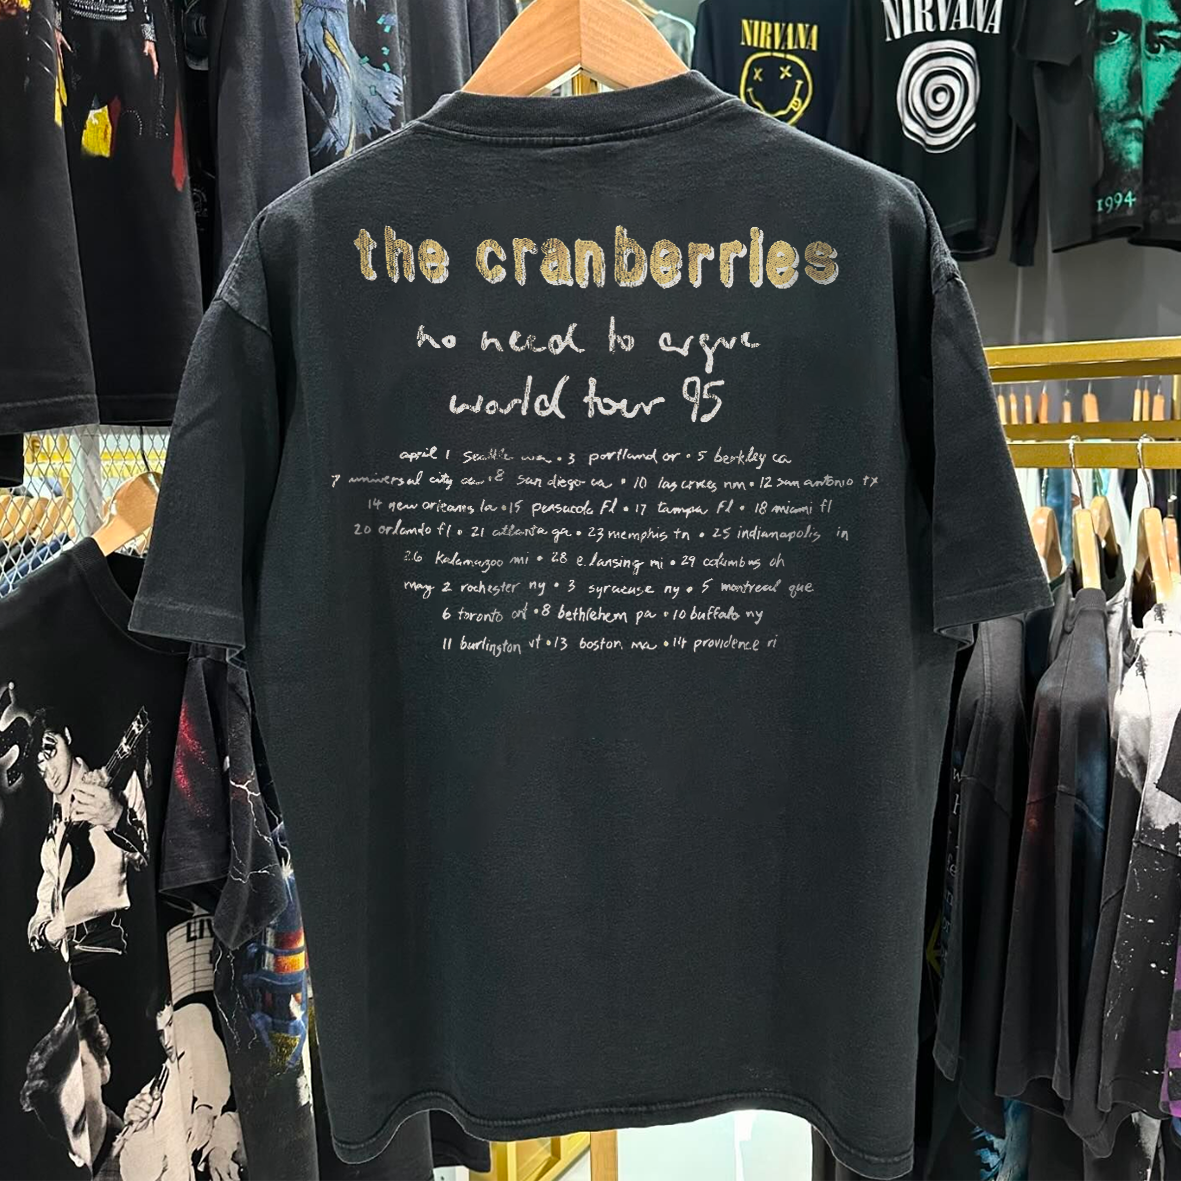 NIRVANA
NIRVANA
1994
the cranberries
no need to argue
world tour 95
april 1 seattle wa • 3 portland or • 5 berkley ca
7 universal city ca • 8 san diego ca • 10 las cruces nm • 12 san antonio tx
14 new orleans la • 15 pensacola fl • 17 tampa fl • 18 miami fl
20 orlando fl • 21 atlanta ga • 23 memphis tn • 25 indianapolis in
26 kalamazoo mi • 28 e. lansing mi • 29 columbus oh
may 2 rochester ny • 3 syracuse ny • 5 montreal que
6 toronto ont • 8 bethlehem pa • 10 buffalo ny
11 burlington vt • 13 boston ma • 14 providence ri